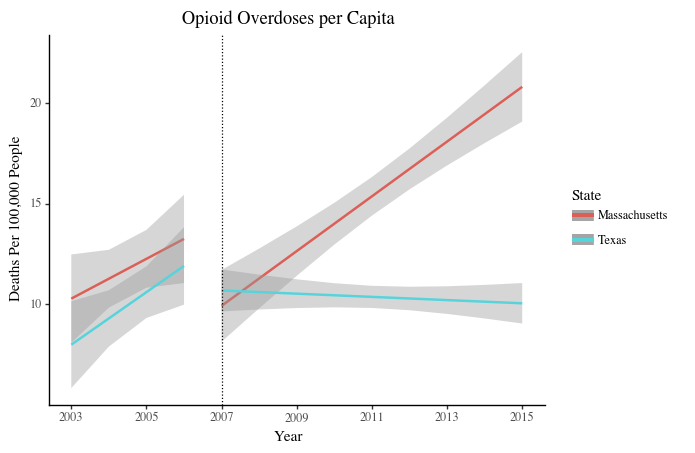 Opioid Overdoses per Capita
Deaths Per 100,000 People
20
15
10
2003 2005 2007 2009 2011 2013 2015
Year
State
Massachusetts
Texas